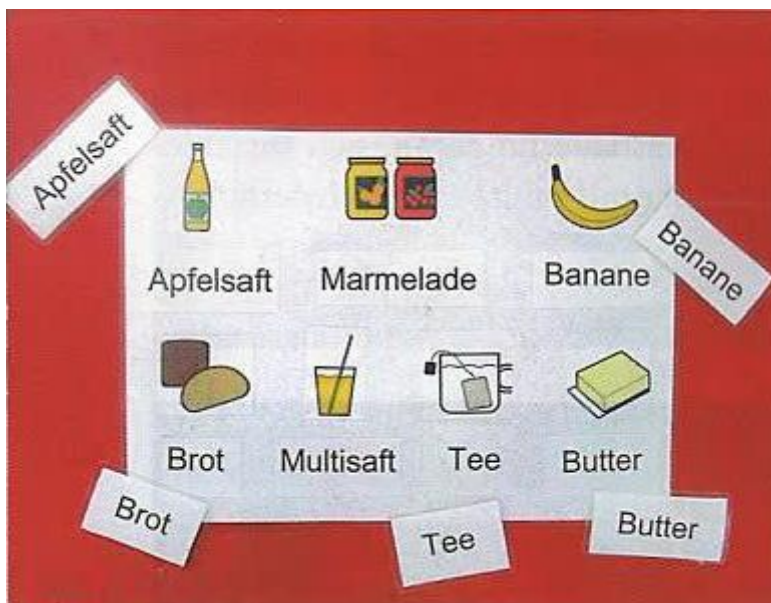 Apfelsaft
Apfelsaft Marmelade Banane
Banane
Brot Multisaft Tee Butter
Brot
Tee
Butter